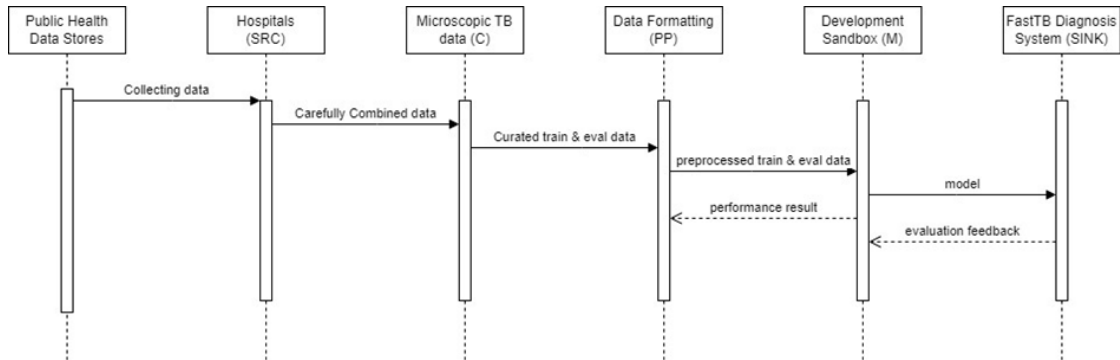 Public Health
Data Stores
Hospitals
(SRC)
Microscopic TB
data (C)
Data Formatting
(PP)
Development
Sandbox (M)
FastTB Diagnosis
System (SINK)
Collecting data
Carefully Combined data
Curated train & eval data
preprocessed train & eval data
model
performance result
evaluation feedback